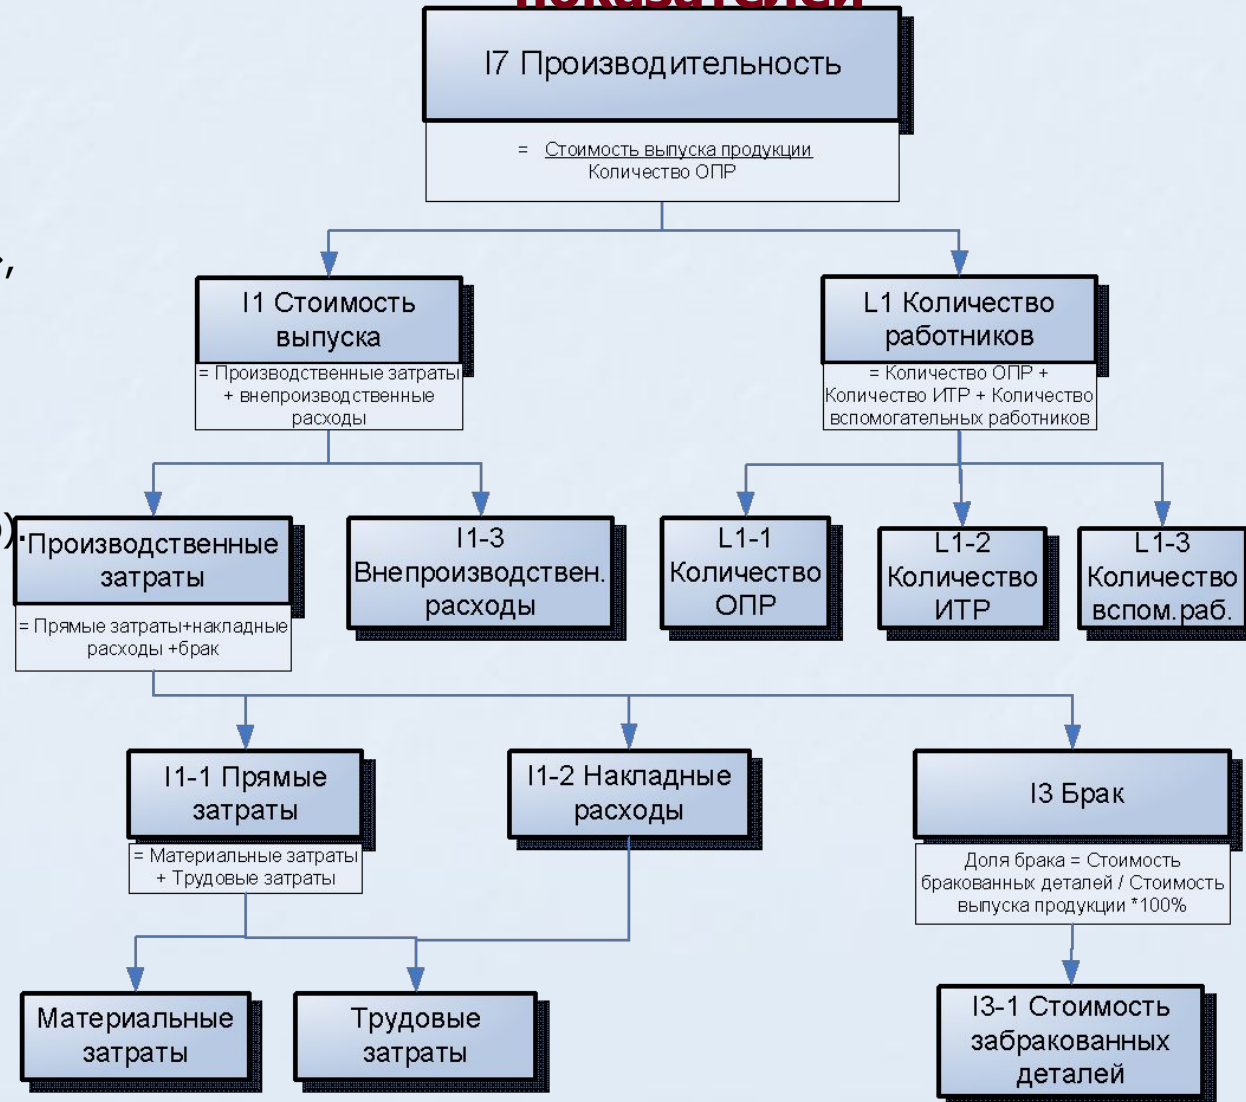 показателей
I7 Производительность
= Стоимость выпуска продукции
Количество ОПР
,
I1 Стоимость
выпуска
= Производственные затраты
+ внепроизводственные
расходы
L1 Количество
работников
= Количество ОПР +
Количество ИТР + Количество
вспомогательных работников
).
Производственные
затраты
= Прямые затраты+накладные
расходы +брак
I1-3
Внепроизводствен.
расходы
L1-1
Количество
ОПР
L1-2
Количество
ИТР
L1-3
Количество
вспом.раб.
I1-1 Прямые
затраты
= Материальные затраты
+ Трудовые затраты
I1-2 Накладные
расходы
I3 Брак
Доля брака = Стоимость
бракованных деталей / Стоимость
выпуска продукции *100%
Материальные
затраты
Трудовые
затраты
I3-1 Стоимость
забракованных
деталей